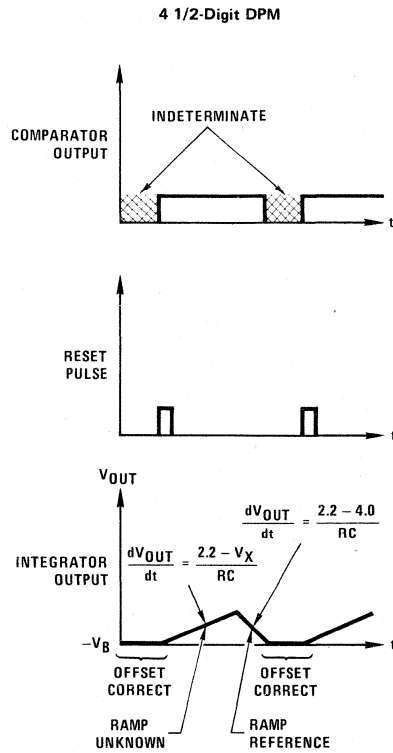 4 1/2-Digit DPM
INDETERMINATE
COMPARATOR
OUTPUT
t
RESET
PULSE
t
VOUT
dVOUT/dt = 2.2 – 4.0/RC
dVOUT/dt = 2.2 – VX/RC
INTEGRATOR
OUTPUT
–VB
t
OFFSET
CORRECT
OFFSET
CORRECT
RAMP
UNKNOWN
RAMP
REFERENCE